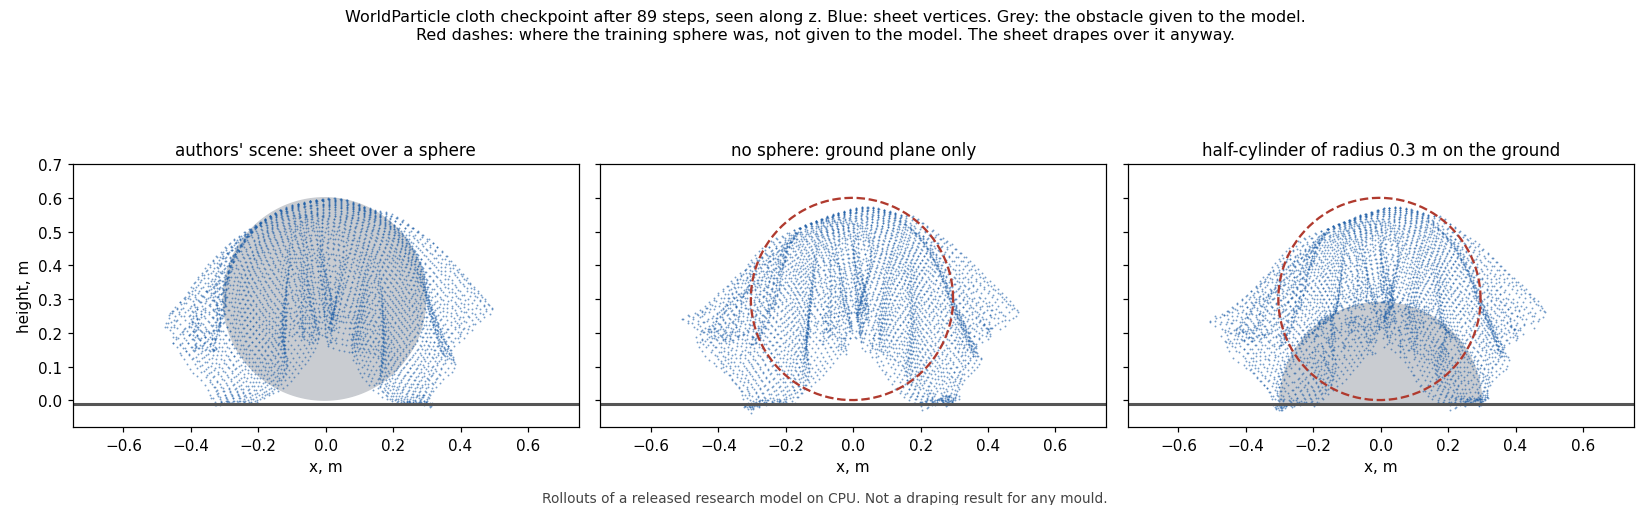 WorldParticle cloth checkpoint after 89 steps, seen along z. Blue: sheet vertices. Grey: the obstacle given to the model.
Red dashes: where the training sphere was, not given to the model. The sheet drapes over it anyway.
authors' scene: sheet over a sphere
no sphere: ground plane only
half-cylinder of radius 0.3 m on the ground
0.7
0.6
0.5
0.4
0.3
0.2
0.1
0.0
height, m
−0.6 −0.4 −0.2 0.0 0.2 0.4 0.6
−0.6 −0.4 −0.2 0.0 0.2 0.4 0.6
−0.6 −0.4 −0.2 0.0 0.2 0.4 0.6
x, m
x, m
x, m
Rollouts of a released research model on CPU. Not a draping result for any mould.